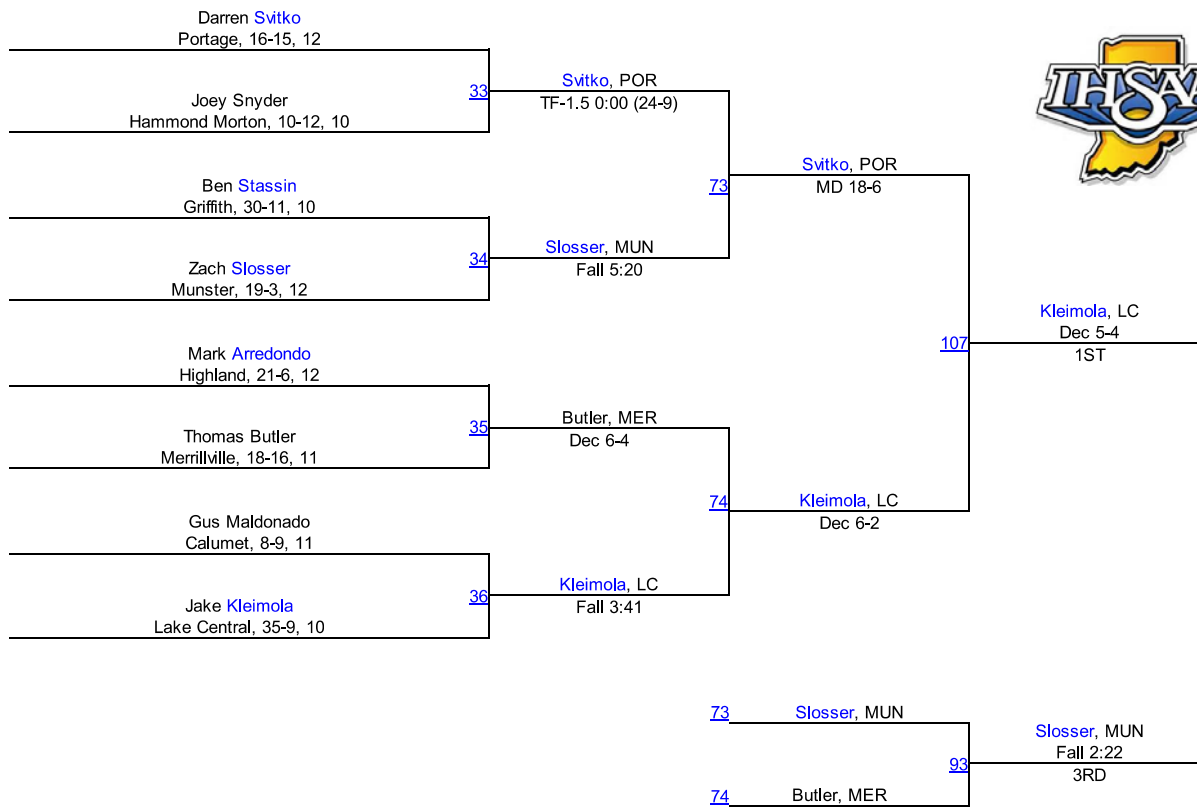 Darren Svitko
Portage, 16-15, 12
Joey Snyder
Hammond Morton, 10-12, 10
Ben Stassin
Griffith, 30-11, 10
Zach Slosser
Munster, 19-3, 12
Mark Arredondo
Highland, 21-6, 12
Thomas Butler
Merrillville, 18-16, 11
Gus Maldonado
Calumet, 8-9, 11
Jake Kleimola
Lake Central, 35-9, 10
33
Svitko, POR
TF-1.5 0:00 (24-9)
34
Slosser, MUN
Fall 5:20
35
Butler, MER
Dec 6-4
36
Kleimola, LC
Fall 3:41
73
Svitko, POR
MD 18-6
74
Kleimola, LC
Dec 6-2
107
Kleimola, LC
Dec 5-4
1ST
73
Slosser, MUN
74
Butler, MER
93
Slosser, MUN
Fall 2:22
3RD
IHSAA